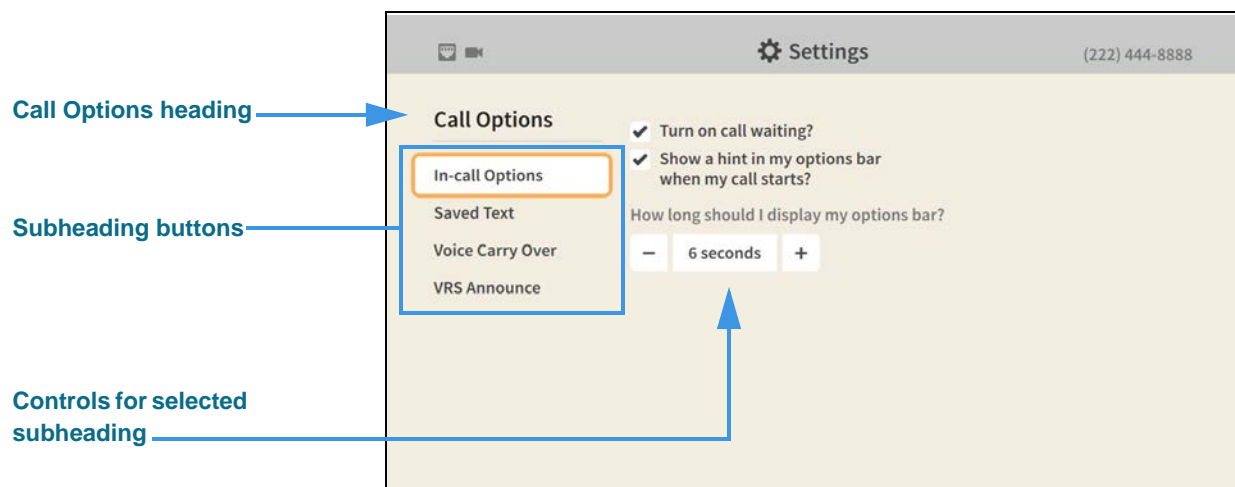 Settings
(222) 444-8888
Call Options heading
Call Options
Turn on call waiting?
Show a hint in my options bar
when my call starts?
In-call Options
Saved Text
How long should I display my options bar?
Subheading buttons
Voice Carry Over
− 6 seconds +
VRS Announce
Controls for selected
subheading